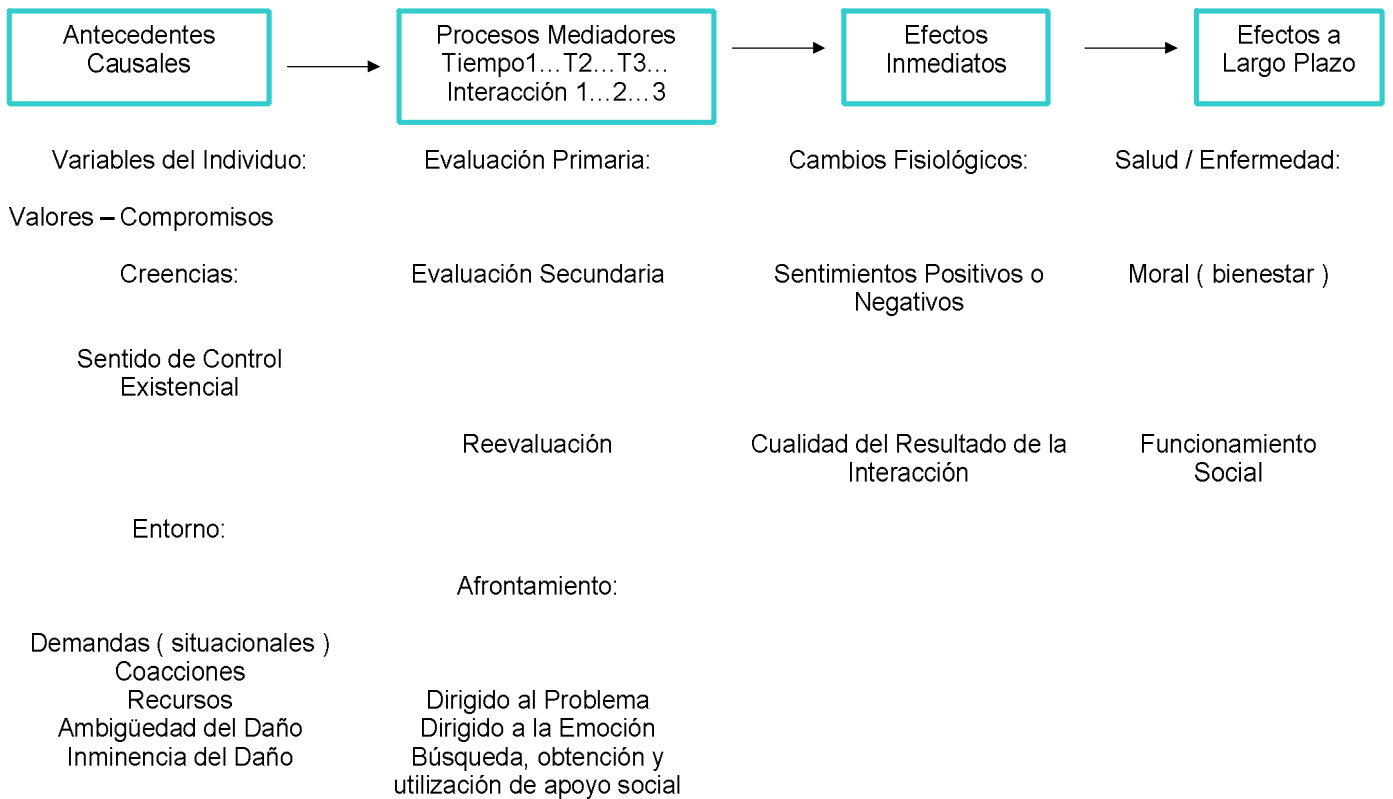 Antecedentes
Causales
Procesos Mediadores
Tiempo1…T2…T3…
Interacción 1…2…3
Efectos
Inmediatos
Efectos a
Largo Plazo
Variables del Individuo:
Valores – Compromisos
Creencias:
Sentido de Control
Existencial
Entorno:
Demandas ( situacionales )
Coacciones
Recursos
Ambigüedad del Daño
Inminencia del Daño
Evaluación Primaria:
Evaluación Secundaria
Reevaluación
Afrontamiento:
Dirigido al Problema
Dirigido a la Emoción
Búsqueda, obtención y
utilización de apoyo social
Cambios Fisiológicos:
Sentimientos Positivos o
Negativos
Cualidad del Resultado de la
Interacción
Salud / Enfermedad:
Moral ( bienestar )
Funcionamiento
Social